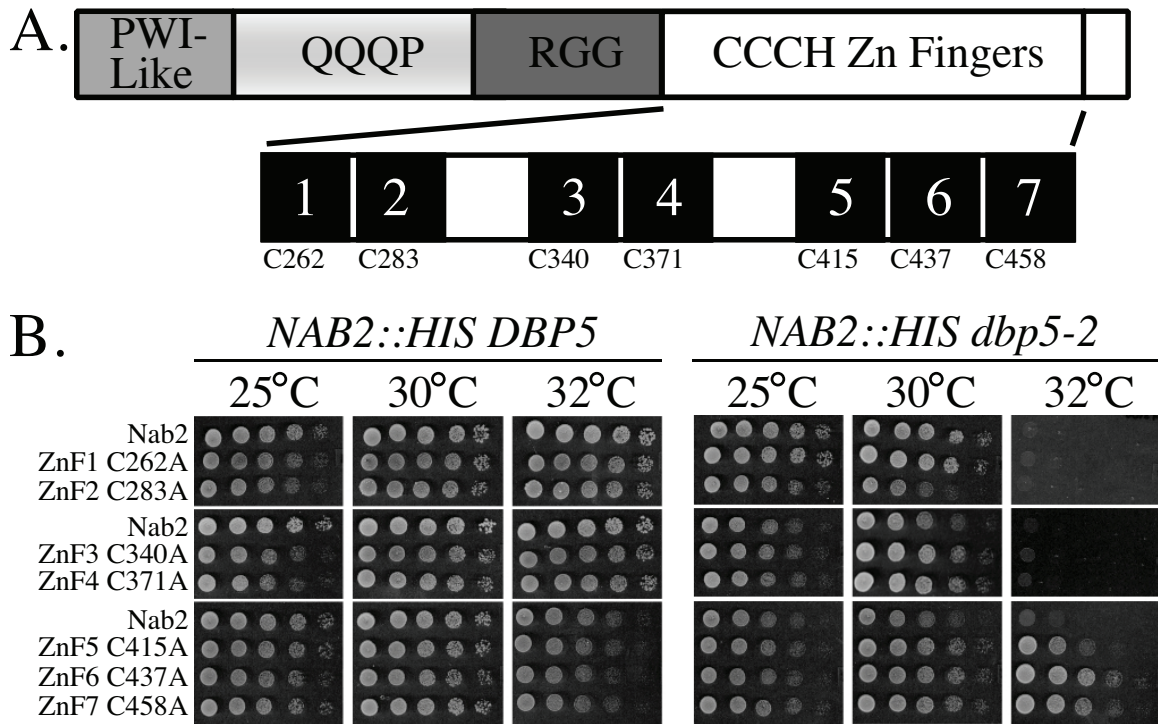 A.
PWI-
Like
QQQP
RGG
CCCH Zn Fingers
1 2 3 4 5 6 7
C262 C283 C340 C371 C415 C437 C458
B.
NAB2::HIS DBP5 NAB2::HIS dbp5-2
25°C 30°C 32°C 25°C 30°C 32°C
Nab2
ZnF1 C262A
ZnF2 C283A
Nab2
ZnF3 C340A
ZnF4 C371A
Nab2
ZnF5 C415A
ZnF6 C437A
ZnF7 C458A